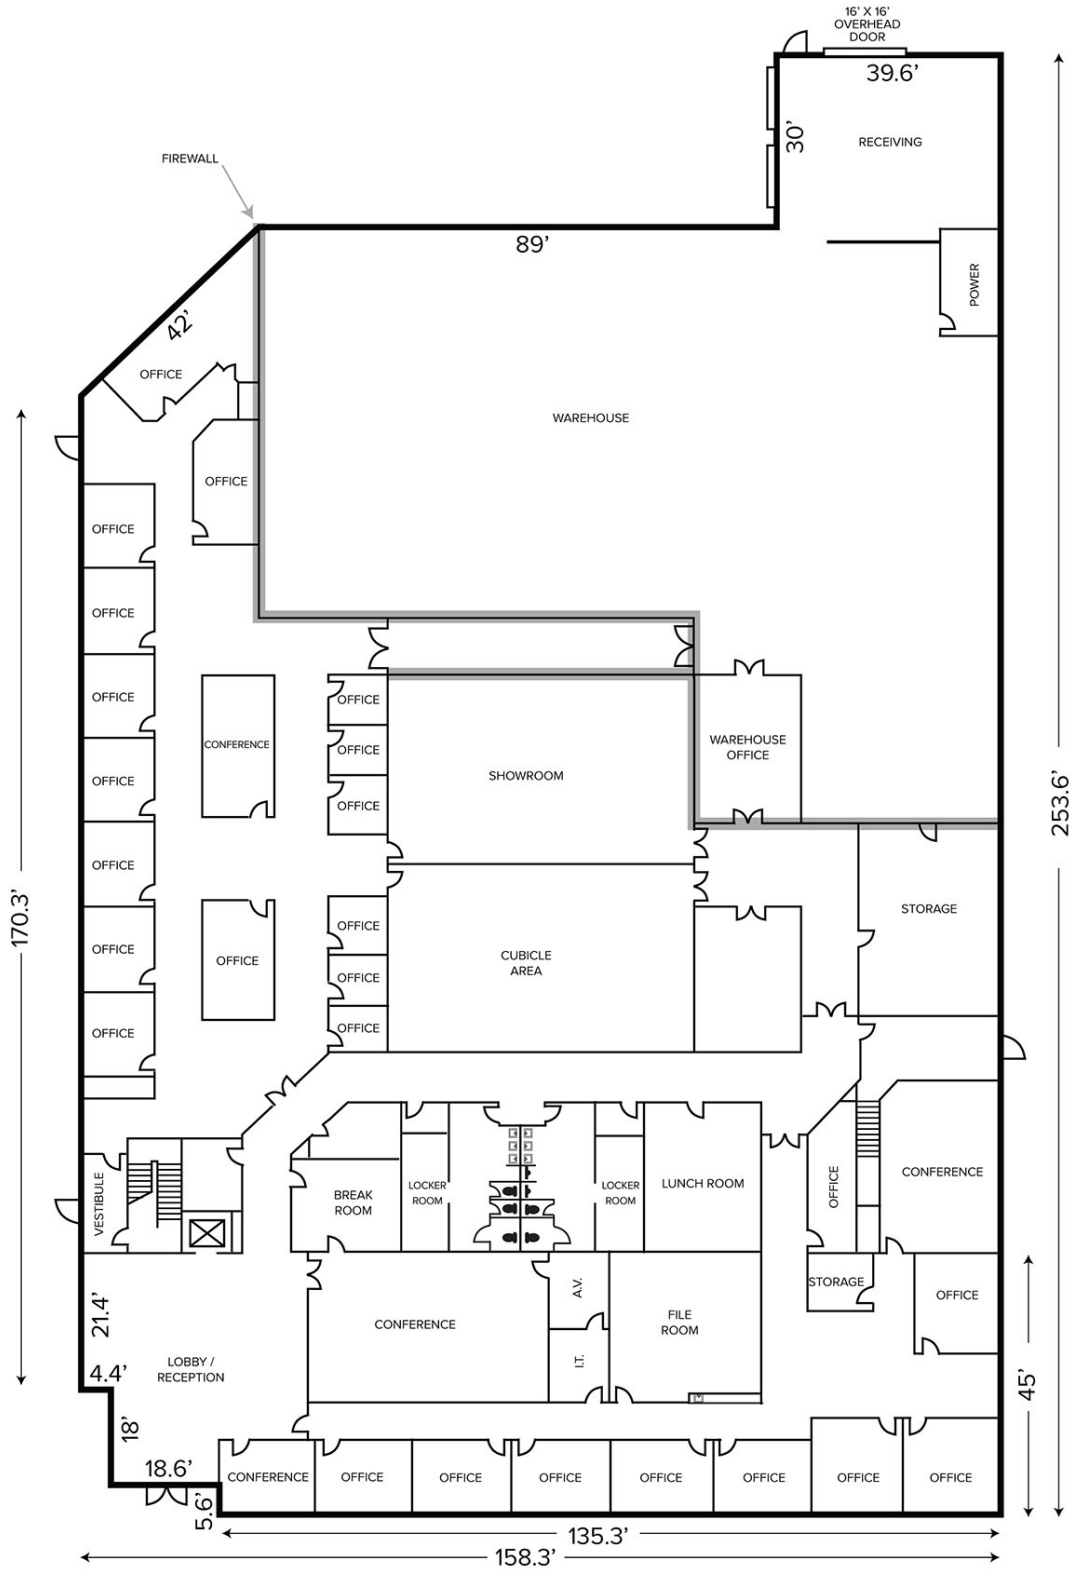 16' X 16'
OVERHEAD
DOOR
39.6'
30'
RECEIVING
FIREWALL
89'
POWER
42'
OFFICE
WAREHOUSE
OFFICE
OFFICE
OFFICE
OFFICE
OFFICE
CONFERENCE
OFFICE
OFFICE
WAREHOUSE
OFFICE
SHOWROOM
OFFICE
OFFICE
253.6'
OFFICE
170.3'
STORAGE
OFFICE
OFFICE
OFFICE
CUBICLE
AREA
OFFICE
OFFICE
OFFICE
VESTIBULE
BREAK
ROOM
LOCKER
ROOM
LOCKER
ROOM
LUNCH ROOM
OFFICE
CONFERENCE
21.4'
A.V.
STORAGE
OFFICE
CONFERENCE
FILE
ROOM
I.T.
LOBBY /
RECEPTION
4.4'
45'
18'
18.6'
CONFERENCE
OFFICE
OFFICE
OFFICE
OFFICE
OFFICE
OFFICE
OFFICE
5.6'
135.3'
158.3'